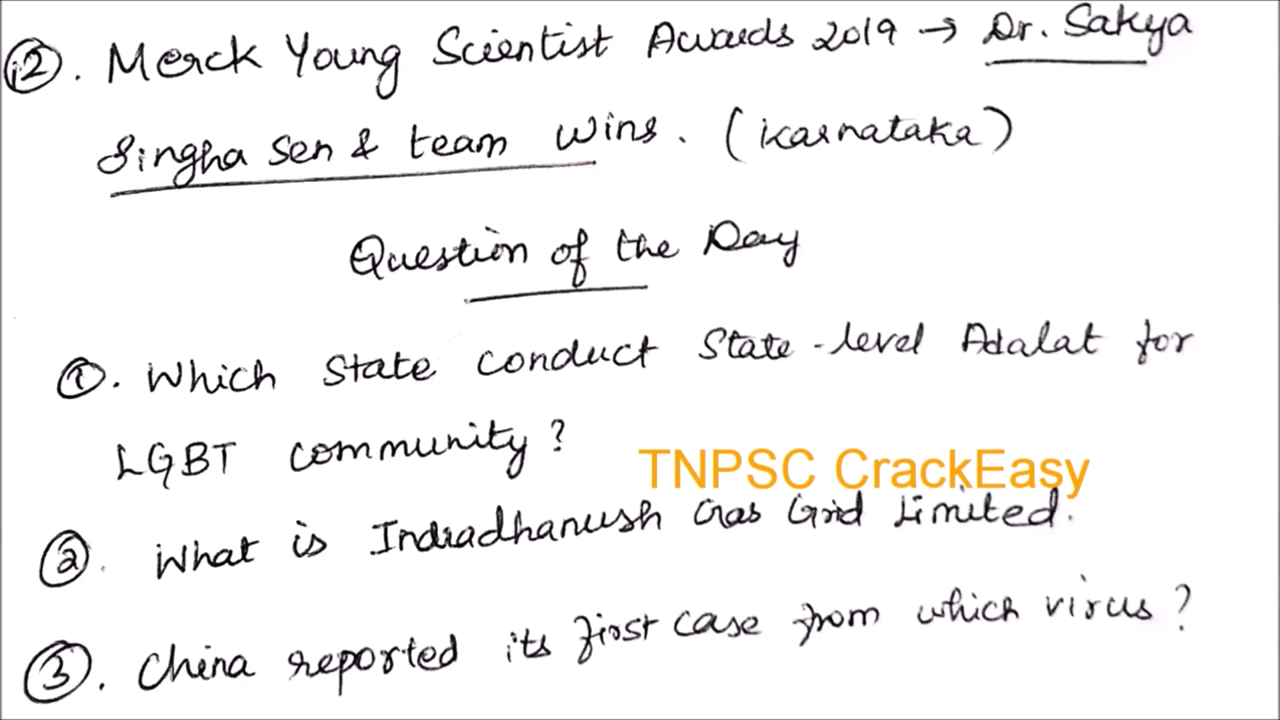 12. Merck Young Scientist Awards 2019 → Dr. Sakya
Singha Sen & team wins. (Karnataka)
Question of the Day
1. Which State conduct State-level Adalat for
LGBT community?
TNPSC CrackEasy
2. What is Indradhanush Gas Grid Limited.
3. China reported its first case from which virus?